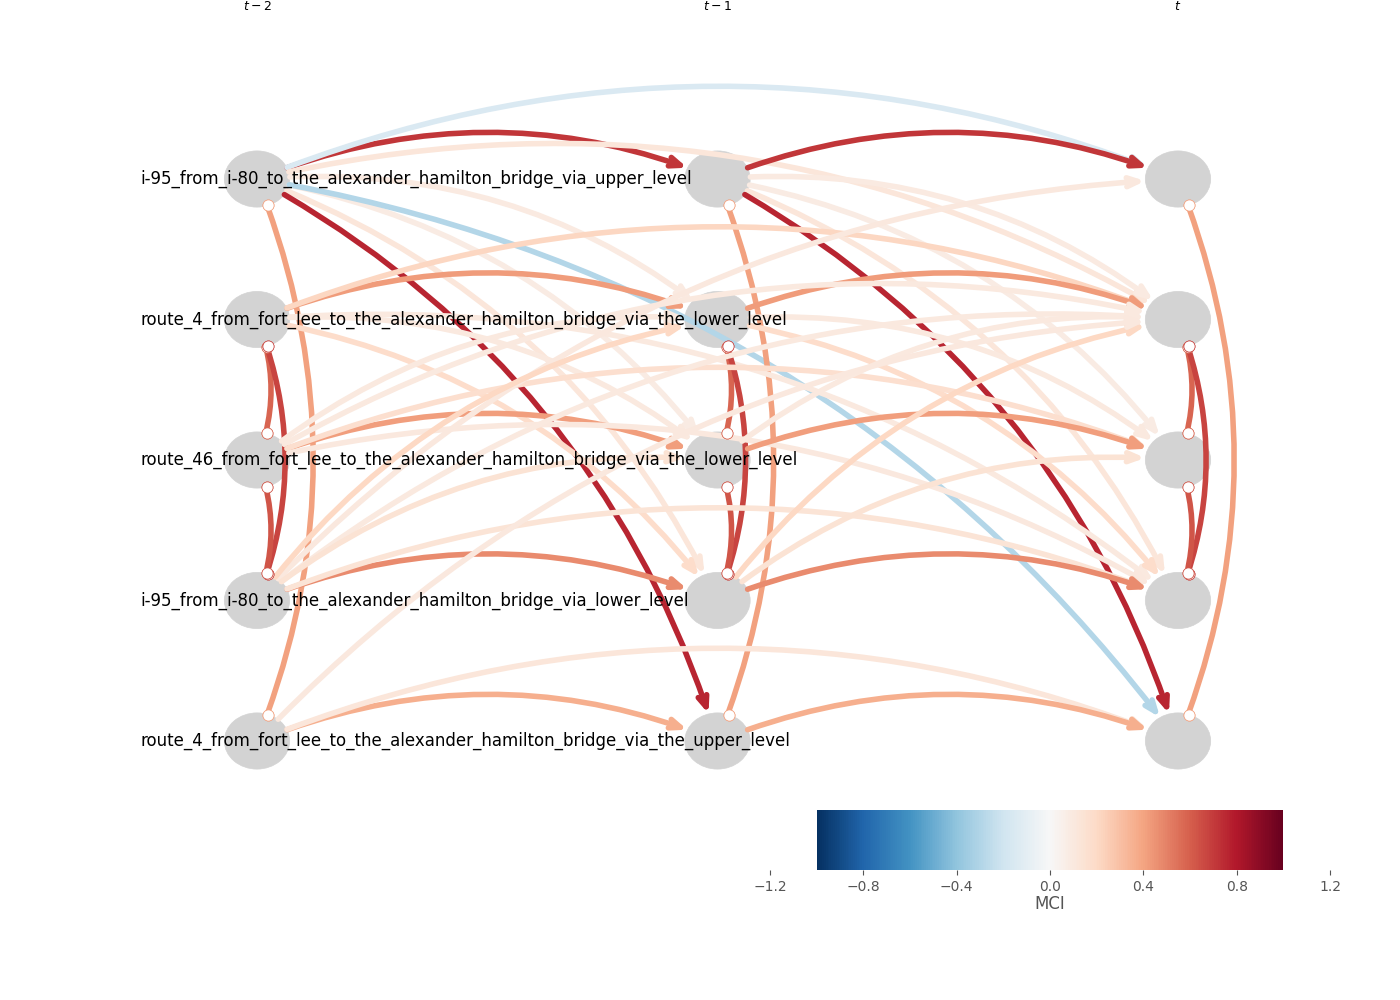 t − 2 t − 1 t
i-95_from_i-80_to_the_alexander_hamilton_bridge_via_upper_level
route_4_from_fort_lee_to_the_alexander_hamilton_bridge_via_the_lower_level
route_46_from_fort_lee_to_the_alexander_hamilton_bridge_via_the_lower_level
i-95_from_i-80_to_the_alexander_hamilton_bridge_via_lower_level
route_4_from_fort_lee_to_the_alexander_hamilton_bridge_via_the_upper_level
−1.2 −0.8 −0.4 0.0 0.4 0.8 1.2
MCI